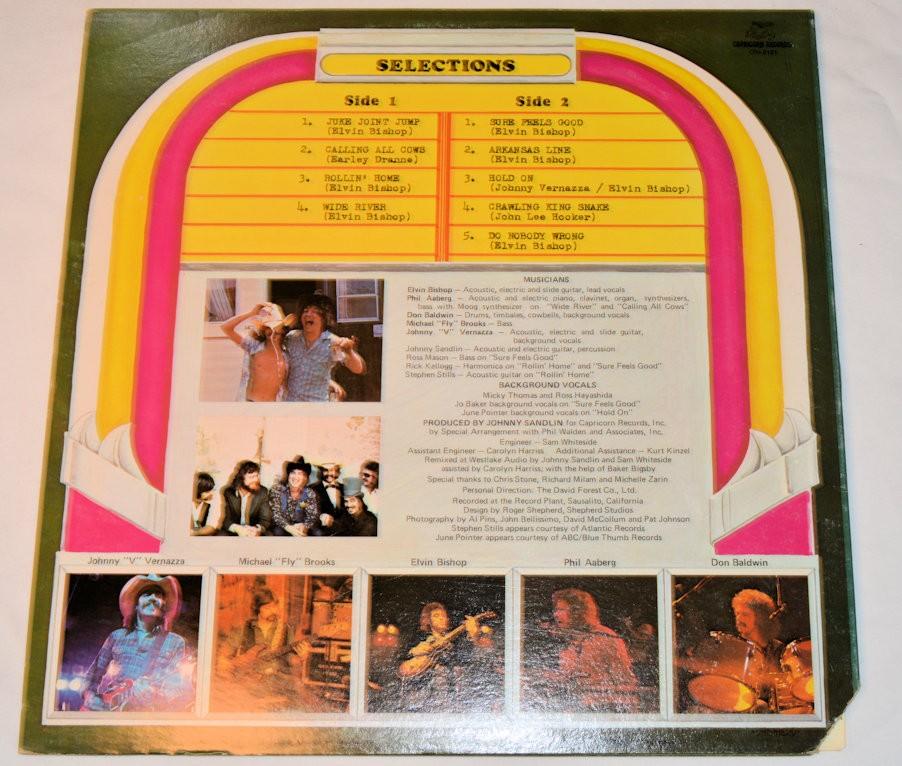 CAPRICORN RECORDS
SELECTIONS
Side 1
1. JUKE JOINT JUMP
(Elvin Bishop)
2. CALLING ALL COWS
(Earley Dranne)
3. ROLLIN' HOME
(Elvin Bishop)
4. WIDE RIVER
(Elvin Bishop)
Side 2
1. SURE FEELS GOOD
(Elvin Bishop)
2. ARKANSAS LINE
(Elvin Bishop)
3. HOLD ON
(Johnny Vernazza / Elvin Bishop)
4. CRAWLING KING SNAKE
(John Lee Hooker)
5. DO NOBODY WRONG
(Elvin Bishop)
MUSICIANS
Elvin Bishop — Acoustic, electric and slide guitar, lead vocals
Phil Aaberg — Acoustic and electric piano, clavinet, organ, synthesizers,
bass with Moog synthesizer on "Wide River" and "Calling All Cows"
Don Baldwin — Drums, timbales, cowbells, background vocals
Michael "Fly" Brooks — Bass
Johnny "V" Vernazza — Acoustic, electric and slide guitar,
background vocals
Johnny Sandlin — Acoustic and electric guitar, percussion
Ross Mason — Bass on "Sure Feels Good"
Rick Kellogg — Harmonica on "Rollin' Home" and "Sure Feels Good"
Stephen Stills — Acoustic guitar on "Rollin' Home"
BACKGROUND VOCALS
Micky Thomas and Ross Hayashida
Jo Baker background vocals on "Sure Feels Good"
June Pointer background vocals on "Hold On"
PRODUCED BY JOHNNY SANDLIN for Capricorn Records, Inc.
by Special Arrangement with Phil Walden and Associates, Inc.
Engineer — Sam Whiteside
Assistant Engineer — Carolyn Harriss Additional Assistance — Kurt Kinzel
Remixed at Westlake Audio by Johnny Sandlin and Sam Whiteside
assisted by Carolyn Harriss; with the help of Baker Bigsby
Special thanks to Chris Stone, Richard Milam and Michelle Zarin
Personal Direction: The David Forest Co., Ltd.
Recorded at the Record Plant, Sausalito, California
Design by Roger Shepherd, Shepherd Studios
Photography by Al Pins, John Bellissimo, David McCollum and Pat Johnson
Stephen Stills appears courtesy of Atlantic Records
June Pointer appears courtesy of ABC/Blue Thumb Records
Johnny "V" Vernazza
Michael "Fly" Brooks
Elvin Bishop
Phil Aaberg
Don Baldwin